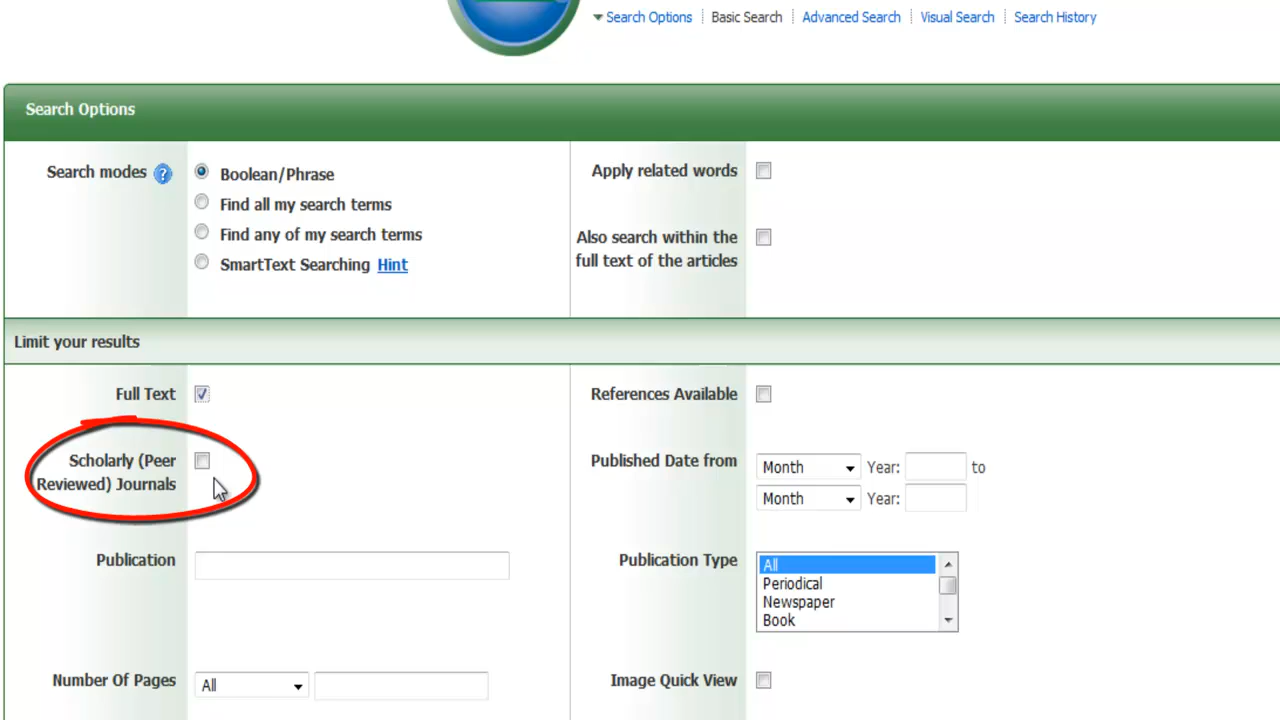 Search Options Basic Search Advanced Search Visual Search Search History
Search Options
Search modes ? Boolean/Phrase
Find all my search terms
Find any of my search terms
SmartText Searching Hint
Apply related words
Also search within the
full text of the articles
Limit your results
Full Text
Scholarly (Peer
Reviewed) Journals
Publication
Number Of Pages All
References Available
Published Date from Month Year: to
Month Year:
Publication Type All
Periodical
Newspaper
Book
Image Quick View